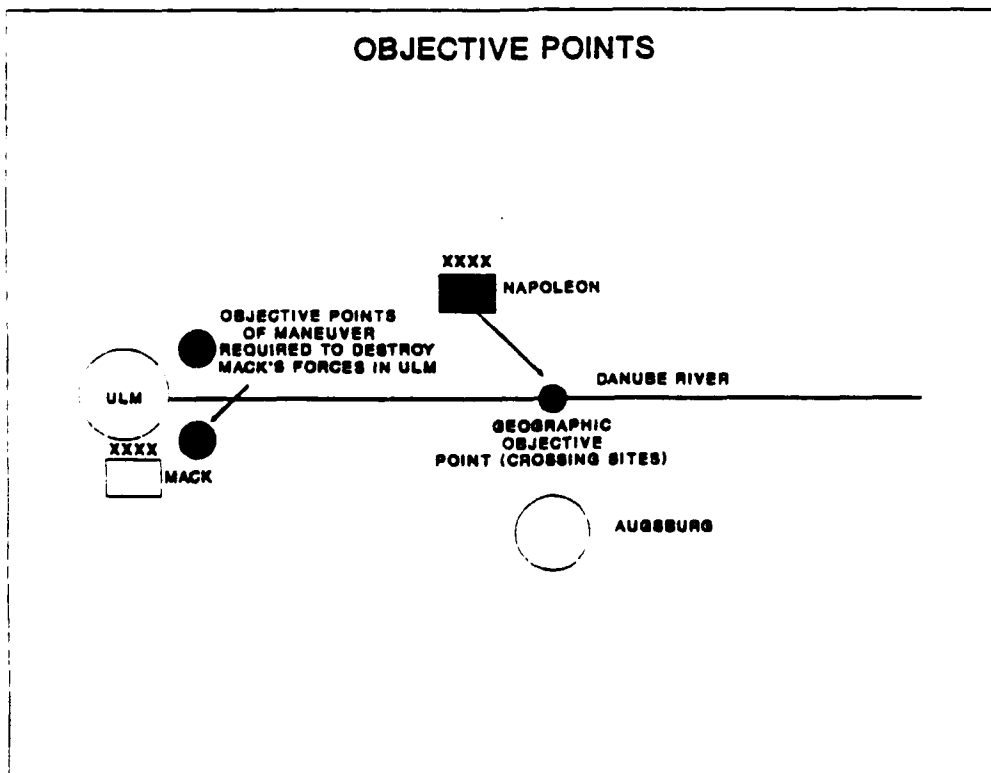 OBJECTIVE POINTS
XXXX
NAPOLEON
OBJECTIVE POINTS
OF MANEUVER
REQUIRED TO DESTROY
MACK'S FORCES IN ULM
ULM
DANUBE RIVER
GEOGRAPHIC
OBJECTIVE
POINT (CROSSING SITES)
XXXX
MACK
AUGSBURG